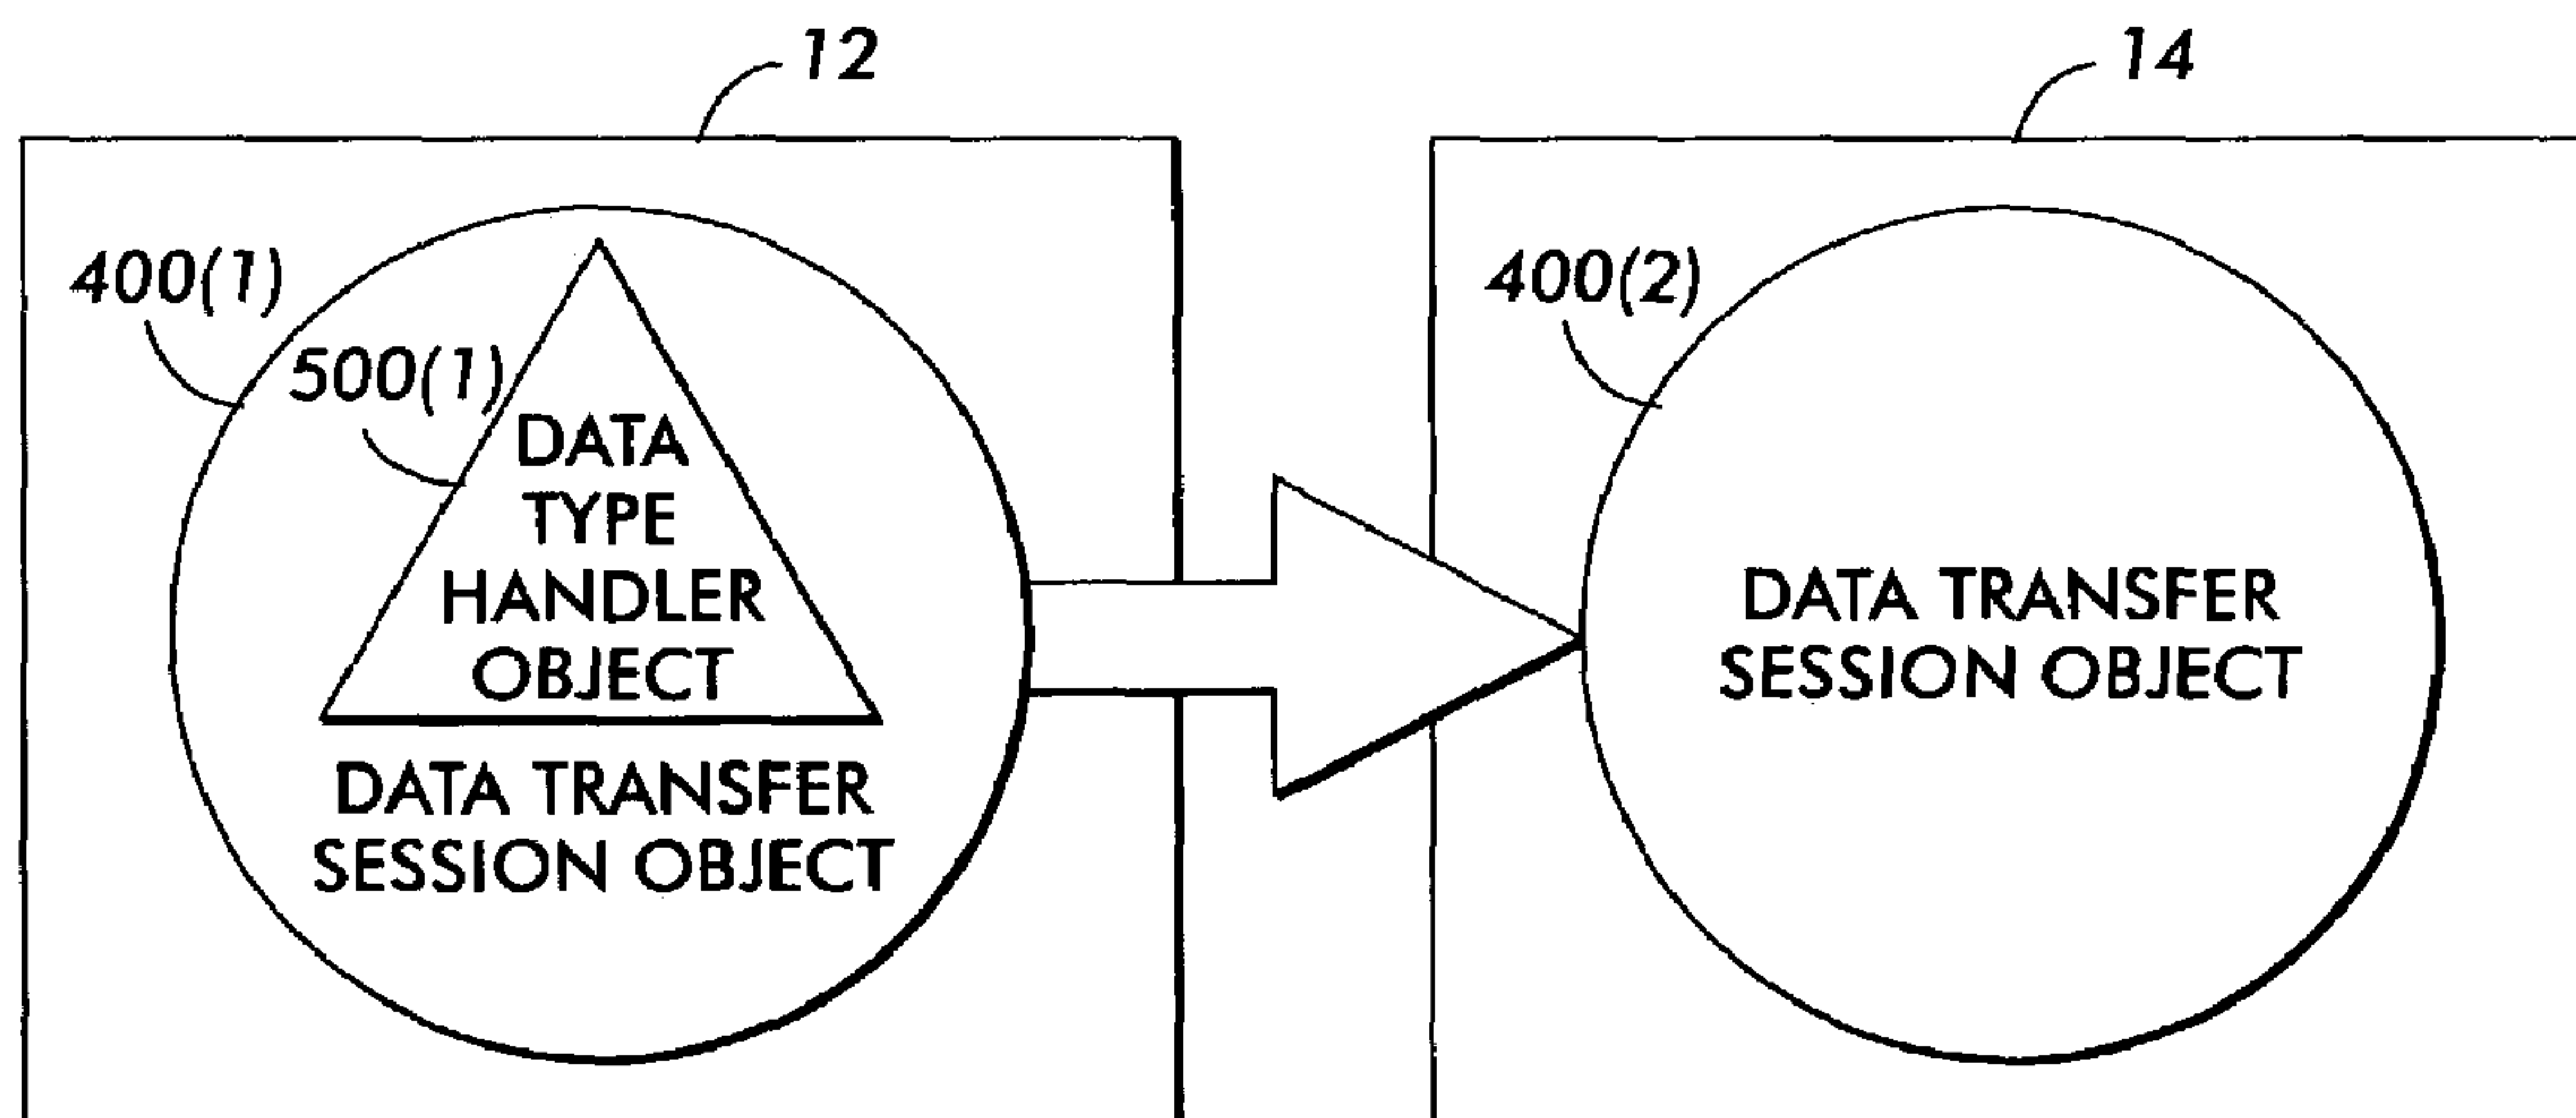 12
14
400(1)
500(1)
DATA
TYPE
HANDLER
OBJECT
DATA TRANSFER
SESSION OBJECT
400(2)
DATA TRANSFER
SESSION OBJECT